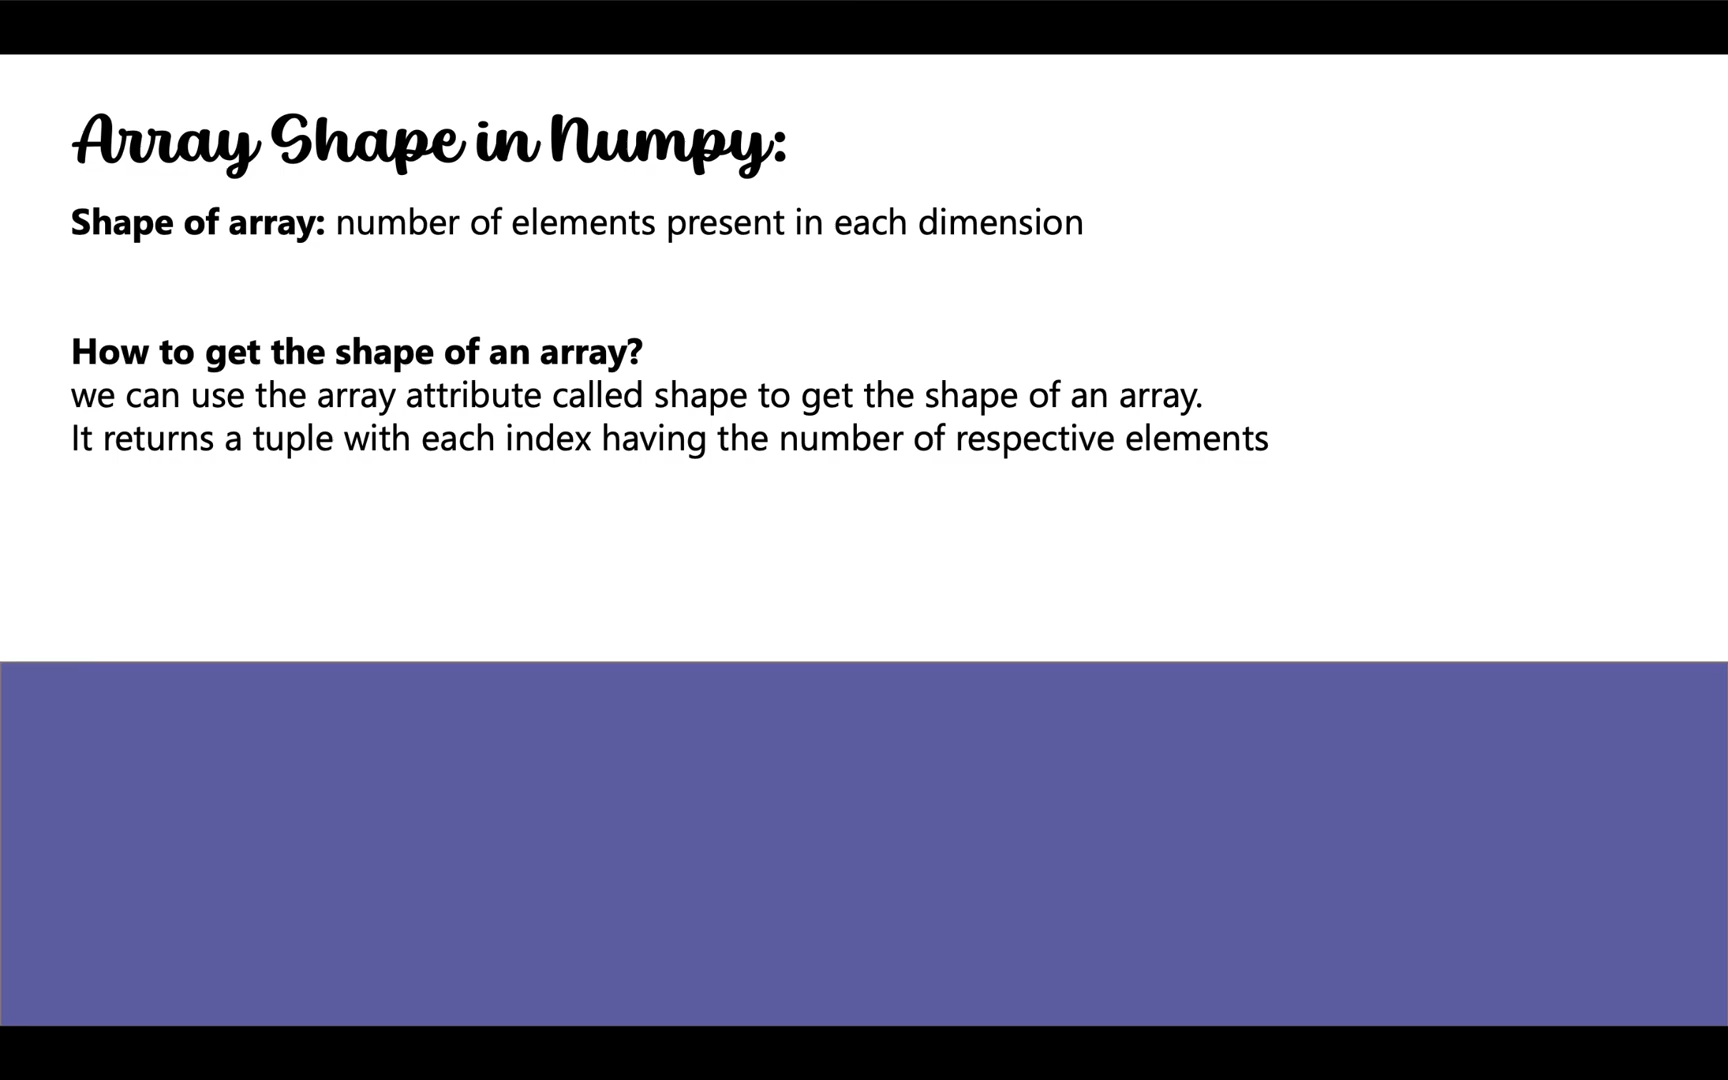 Array Shape in Numpy:
Shape of array: number of elements present in each dimension
How to get the shape of an array?
we can use the array attribute called shape to get the shape of an array.
It returns a tuple with each index having the number of respective elements